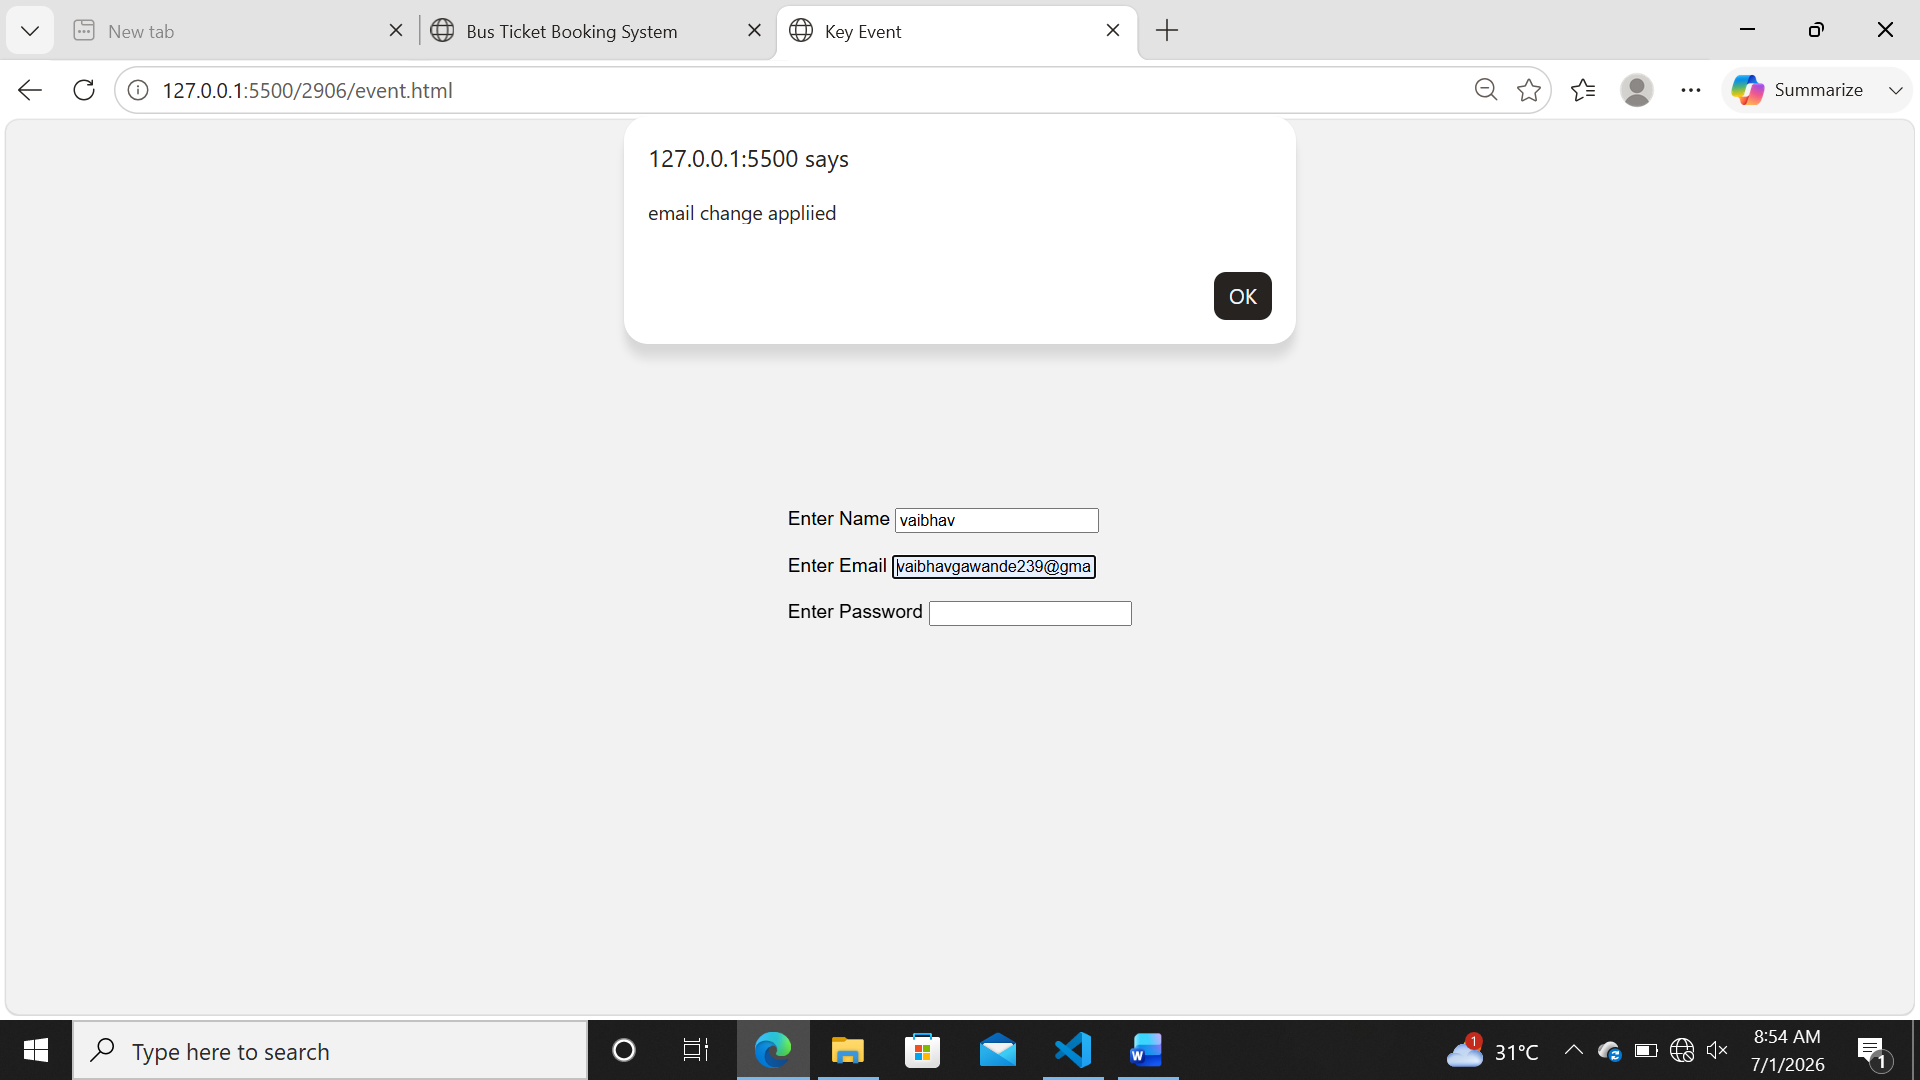 New tab
Bus Ticket Booking System
Key Event
127.0.0.1:5500/2906/event.html
Summarize
127.0.0.1:5500 says
email change appliied
OK
Enter Name vaibhav
Enter Email vaibhavgawande239@gma
Enter Password
Type here to search
1
31°C
8:54 AM
7/1/2026
1